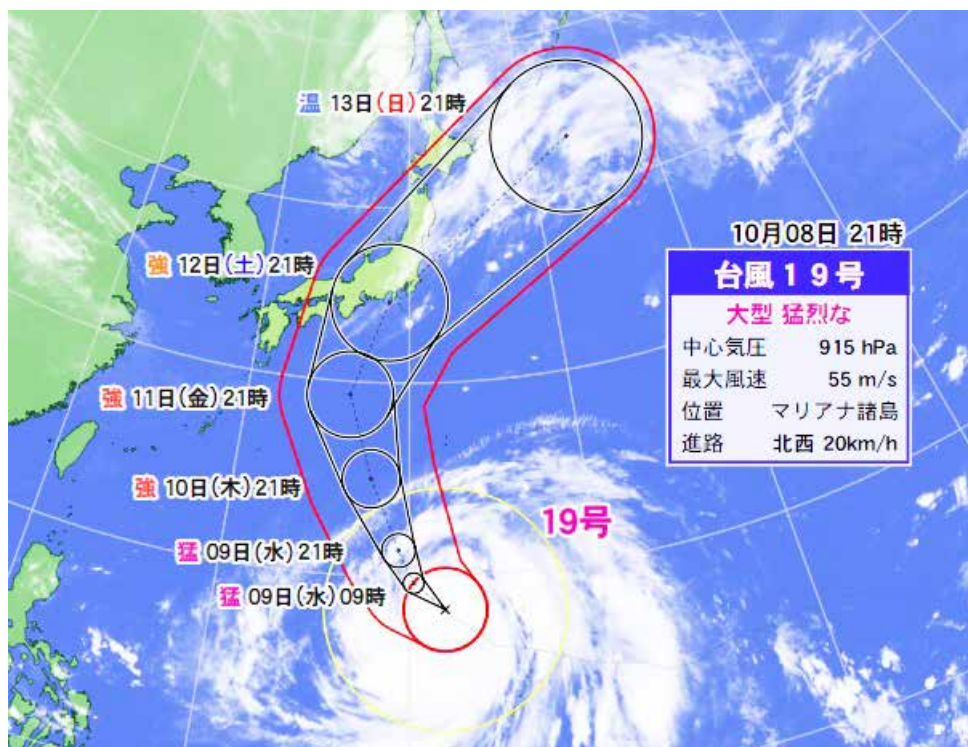 温 13日(日)21時
10月08日 21時
台風１９号
大型 猛烈な
中心気圧 915 hPa
最大風速 55 m/s
位置 マリアナ諸島
進路 北西 20km/h
強 12日(土)21時
強 11日(金)21時
強 10日(木)21時
19号
猛 09日(水)21時
猛 09日(水)09時